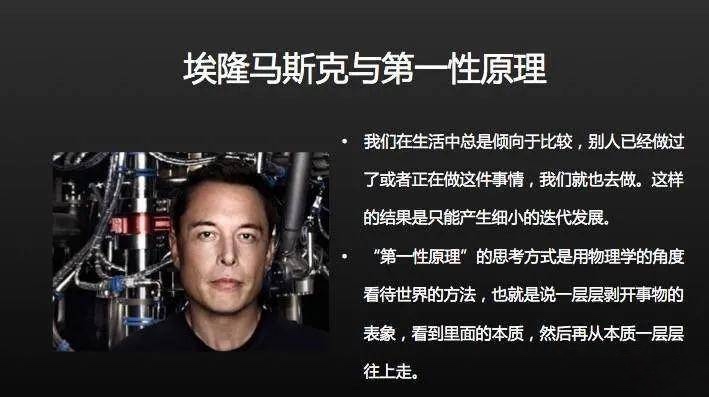 埃隆马斯克与第一性原理
• 我们在生活中总是倾向于比较，别人已经做过
了或者正在做这件事情，我们就也去做。这样
的结果是只能产生细小的迭代发展。
• “第一性原理”的思考方式是用物理学的角度
看待世界的方法，也就是说一层层剥开事物的
表象，看到里面的本质，然后再从本质一层层
往上走。